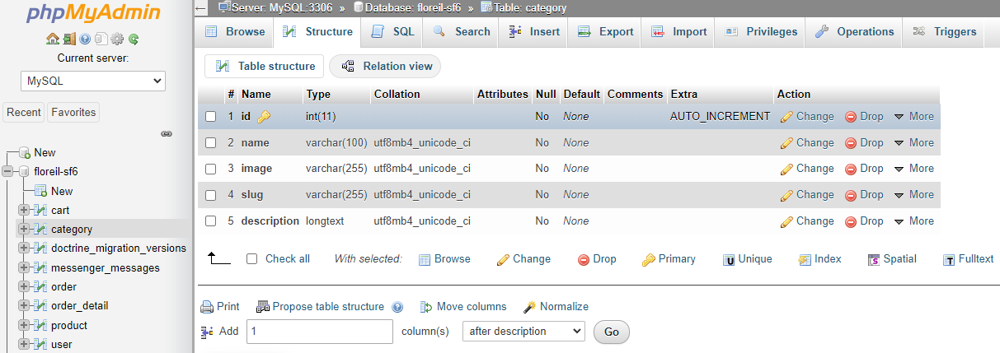 phpMyAdmin
Current server:
MySQL
Recent Favorites
New
floreil-sf6
New
cart
category
doctrine_migration_versions
messenger_messages
order
order_detail
product
user
Server: MySQL:3306 » Database: floreil-sf6 » Table: category
Browse Structure SQL Search Insert Export Import Privileges Operations Triggers
Table structure Relation view
# Name Type Collation Attributes Null Default Comments Extra Action
1 id int(11) No None AUTO_INCREMENT Change Drop More
2 name varchar(100) utf8mb4_unicode_ci No None Change Drop More
3 image varchar(255) utf8mb4_unicode_ci No None Change Drop More
4 slug varchar(255) utf8mb4_unicode_ci No None Change Drop More
5 description longtext utf8mb4_unicode_ci No None Change Drop More
Check all With selected: Browse Change Drop Primary Unique Index Spatial Fulltext
Print Propose table structure Move columns Normalize
Add 1 column(s) after description Go